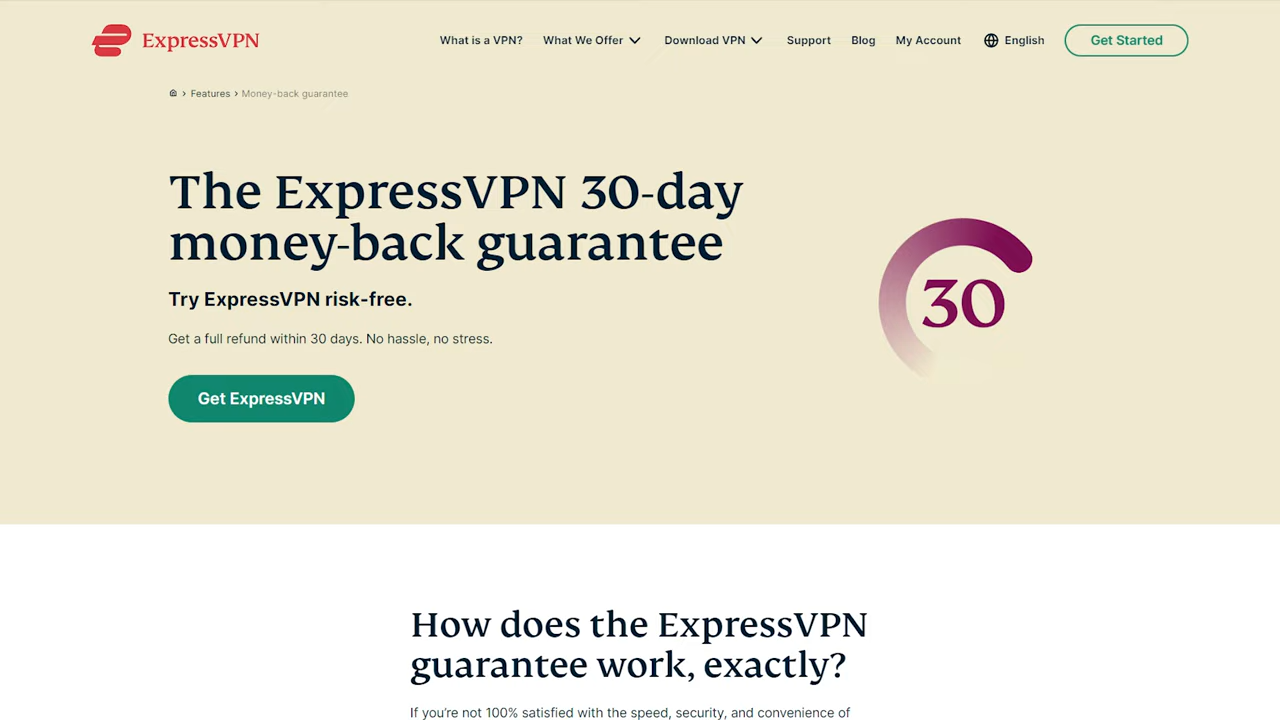 ExpressVPN
What is a VPN?
What We Offer
Download VPN
Support
Blog
My Account
English
Get Started
Features
Money-back guarantee
The ExpressVPN 30-day
money-back guarantee
Try ExpressVPN risk-free.
Get a full refund within 30 days. No hassle, no stress.
Get ExpressVPN
30
How does the ExpressVPN
guarantee work, exactly?
If you're not 100% satisfied with the speed, security, and convenience of